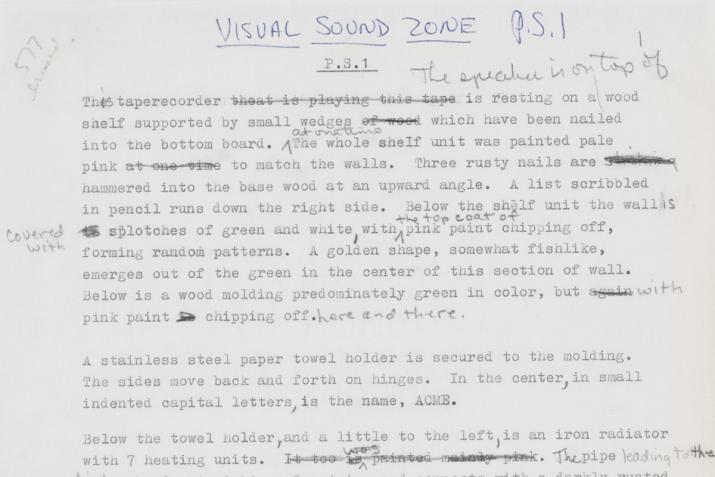 VISUAL SOUND ZONE P.S.1
P.S.1
577
erased.
The speaker is on top of
This taperecorder theat is playing this tape is resting on a wood
shelf supported by small wedges of wood which have been nailed
at one time
into the bottom board. The whole shelf unit was painted pale
pink at one time to match the walls. Three rusty nails are
hammered into the base wood at an upward angle. A list scribbled
in pencil runs down the right side. Below the shelf unit the wall is
the top coat of
covered with
splotches of green and white, with pink paint chipping off,
forming random patterns. A golden shape, somewhat fishlike,
emerges out of the green in the center of this section of wall.
Below is a wood molding predominately green in color, but again with
pink paint chipping off. here and there.
A stainless steel paper towel holder is secured to the molding.
The sides move back and forth on hinges. In the center, in small
indented capital letters, is the name, ACME.
Below the towel holder, and a little to the left, is an iron radiator
was
with 7 heating units. It too is painted mainly pink. The pipe leading to the